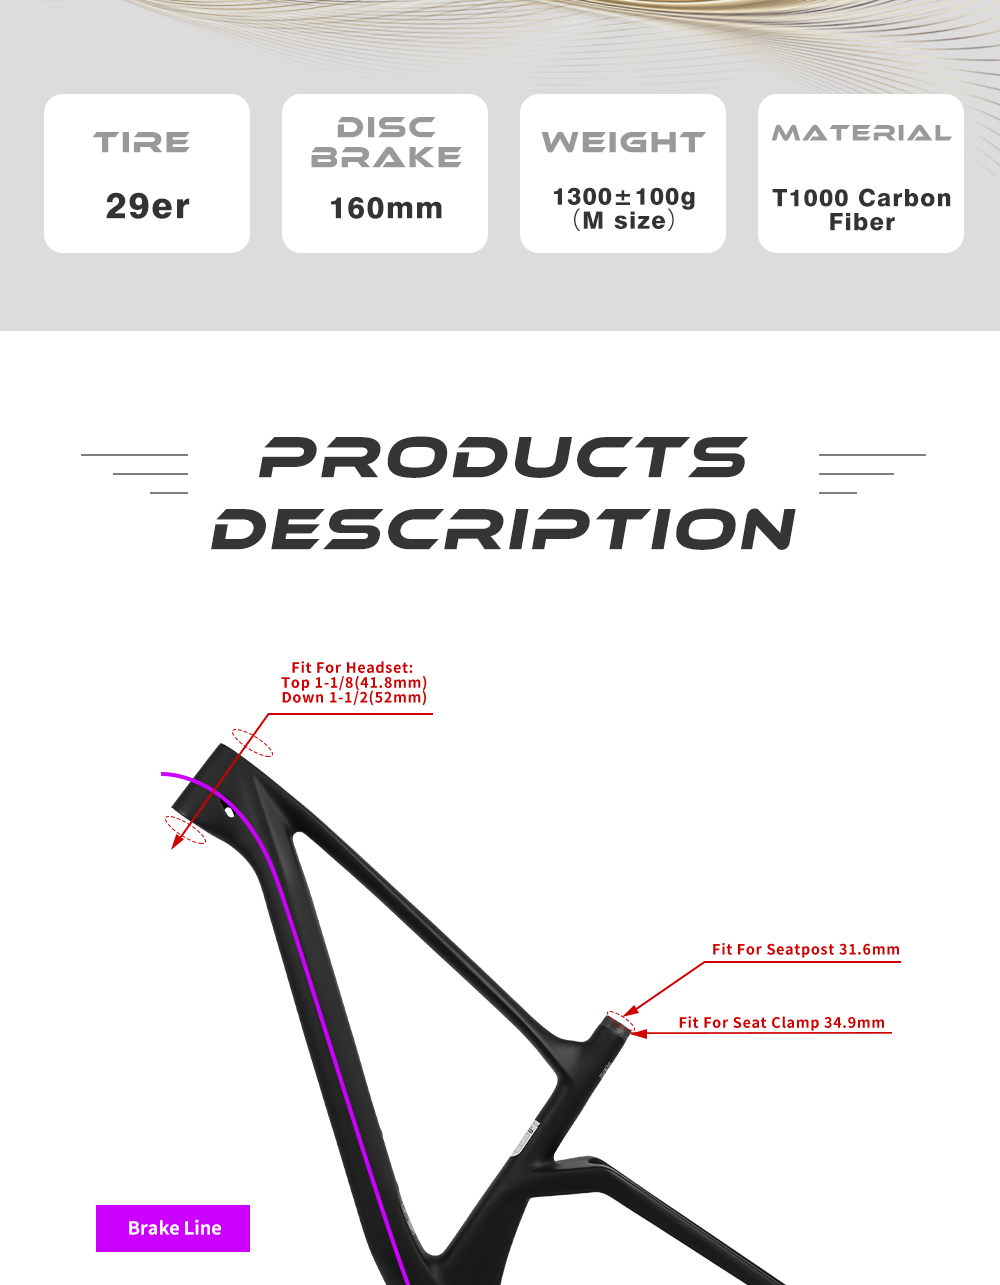 TIRE
29er
DISC
BRAKE
160mm
WEIGHT
1300±100g
（M size）
MATERIAL
T1000 Carbon
Fiber
PRODUCTS
DESCRIPTION
Fit For Headset:
Top 1-1/8(41.8mm)
Down 1-1/2(52mm)
Fit For Seatpost 31.6mm
Fit For Seat Clamp 34.9mm
Brake Line